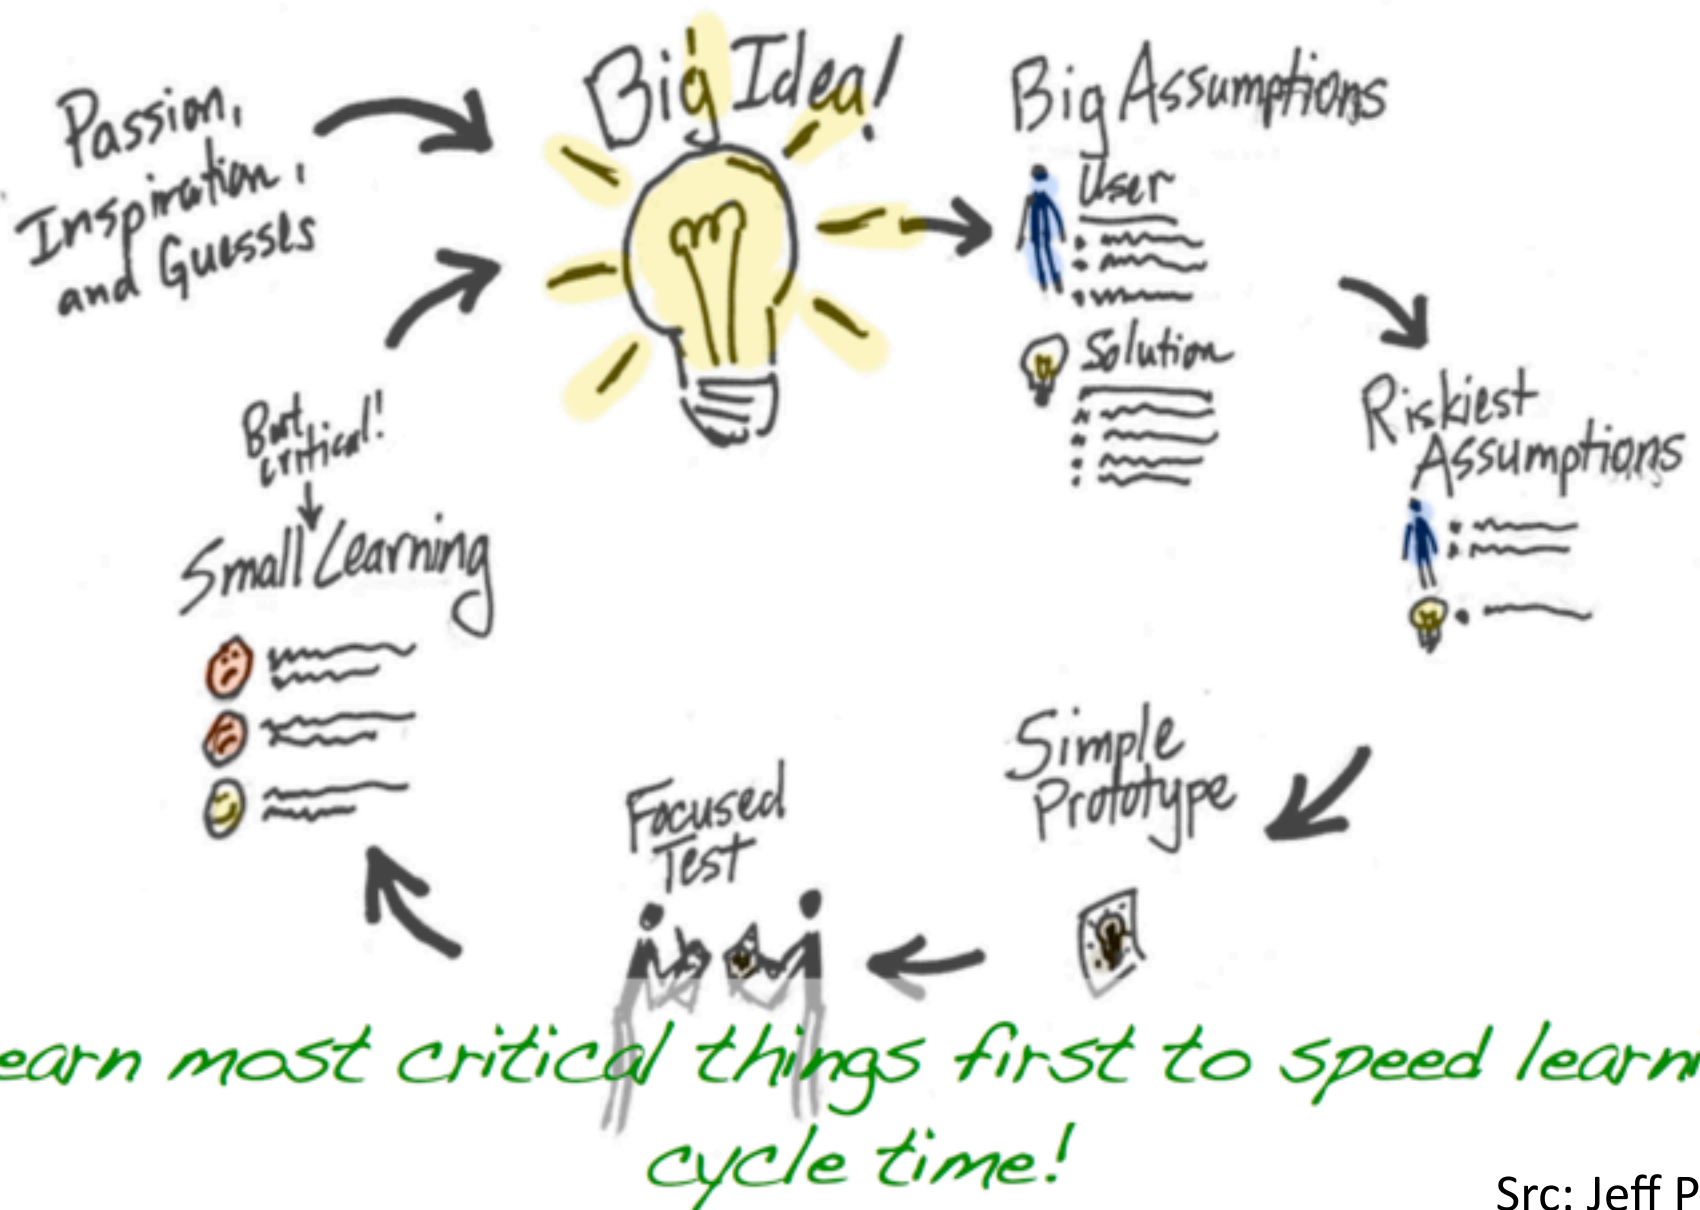 Passion,
Inspiration,
and Guesses
Big Idea!
Big Assumptions
User
Solution
Riskiest
Assumptions
Simple
Prototype
Focused
Test
But
critical!
Small Learning
earn most critical things first to speed learn
cycle time!
Src: Jeff P